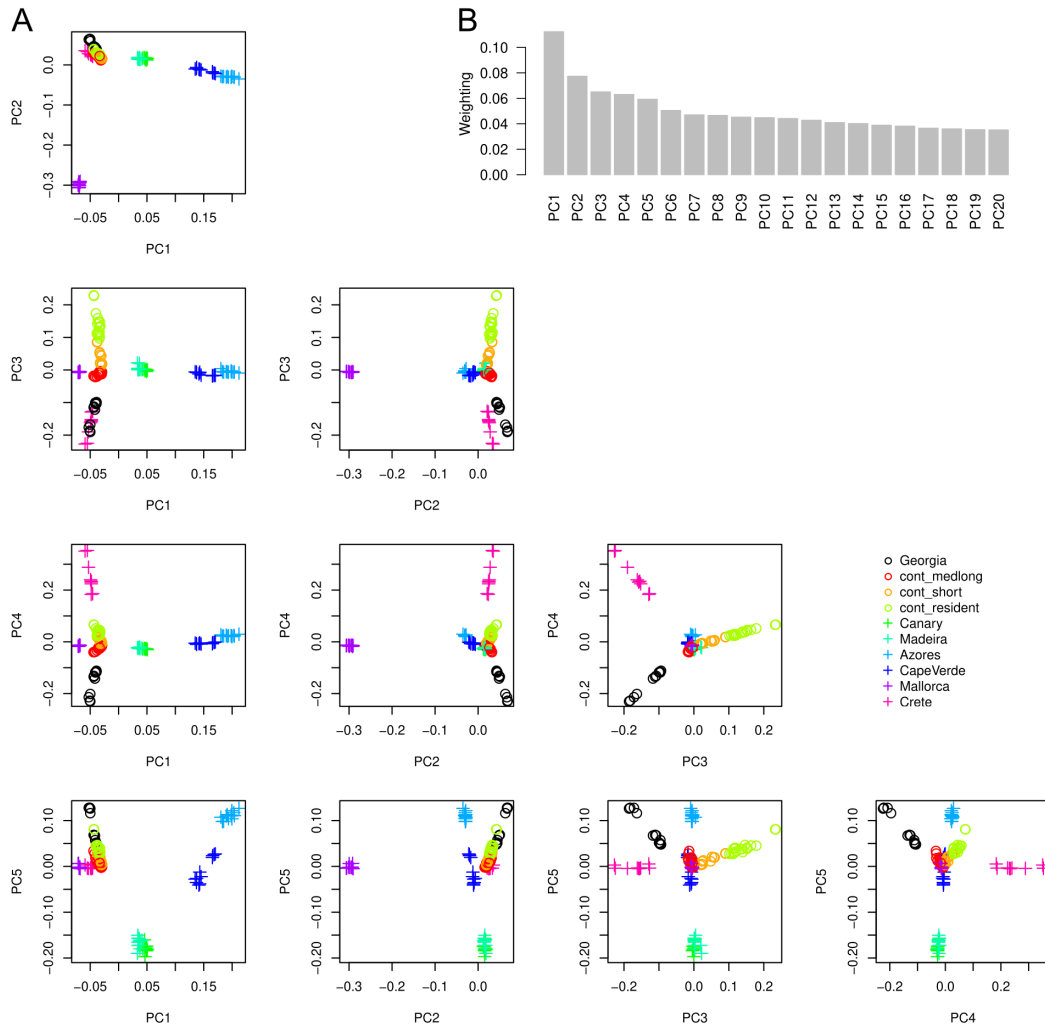 A
B
PC2
0.0
−0.1
−0.2
−0.3
−0.05 0.05 0.15
PC1
Weighting
0.10
0.08
0.06
0.04
0.02
0.00
PC1 PC2 PC3 PC4 PC5 PC6 PC7 PC8 PC9 PC10 PC11 PC12 PC13 PC14 PC15 PC16 PC17 PC18 PC19 PC20
PC3
0.2
0.1
0.0
−0.2
−0.05 0.05 0.15
PC1
PC3
0.2
0.1
0.0
−0.2
−0.3 −0.2 −0.1 0.0
PC2
PC4
0.2
0.0
−0.2
−0.05 0.05 0.15
PC1
PC4
0.2
0.0
−0.2
−0.3 −0.2 −0.1 0.0
PC2
PC4
0.2
0.0
−0.2
−0.2 0.0 0.1 0.2
PC3
Georgia
cont_medlong
cont_short
cont_resident
Canary
Madeira
Azores
CapeVerde
Mallorca
Crete
PC5
0.10
0.00
−0.10
−0.20
−0.05 0.05 0.15
PC1
PC5
0.10
0.00
−0.10
−0.20
−0.3 −0.2 −0.1 0.0
PC2
PC5
0.10
0.00
−0.10
−0.20
−0.2 0.0 0.1 0.2
PC3
PC5
0.10
0.00
−0.10
−0.20
−0.2 0.0 0.2
PC4